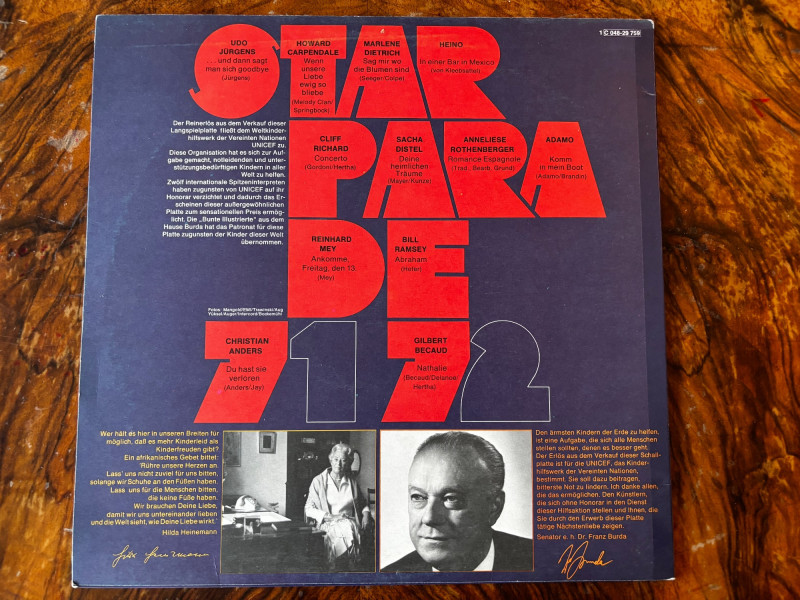 1C 048-29 759
STAR
PARA
DE
71 72
UDO
JÜRGENS
...und dann sagt
man sich goodbye
(Jürgens)
HOWARD
CARPENDALE
Wenn
unsere
Liebe
ewig so
bliebe
(Melody Clan/
Springbock)
MARLENE
DIETRICH
Sag mir wo
die Blumen sind
HEINO
In einer Bar in Mexico
Der Reinerlös aus dem Verkauf dieser
Langspielplatte fließt dem Weltkinder-
hilfswerk der Vereinten Nationen
UNICEF zu.
Diese Organisation hat es sich zur Auf-
gabe gemacht, notleidenden und unter-
stützungsbedürftigen Kindern in aller
Welt zu helfen.
Zwölf internationale Spitzeninterpreten
haben zugunsten von UNICEF auf ihr
Honorar verzichtet und dadurch das Er-
scheinen dieser außergewöhnlichen
Platte zum sensationellen Preis ermög-
licht. Die „Bunte Illustrierte" aus dem
Hause Burda hat das Patronat für diese
Platte zugunsten der Kinder dieser Welt
übernommen.
CLIFF
RICHARD
Concerto
(Gordoni/Hertha)
SACHA
DISTEL
Deine
heimlichen
Träume
(Mayer/Kunze)
ANNELIESE
ROTHENBERGER
Romance Espagnole
(Trad., Bearb. Grund)
ADAMO
Komm
in mein Boot
(Adamo/Brandin)
REINHARD
MEY
Ankomme,
Freitag, den 13.
(Mey)
BILL
RAMSEY
Abraham
Fotos:
CHRISTIAN
ANDERS
Du hast sie
verloren
(Anders/Jay)
GILBERT
BECAUD
Nathalie
(Becaud/Delanoe/
Hertha)
Wer hält es hier in unseren Breiten für
möglich, daß es mehr Kinderleid als
Kinderfreuden gibt?
Ein afrikanisches Gebet bittet:
'Rühre unsere Herzen an
Lass' uns nicht zuviel für uns bitten,
solange wir Schuhe an den Füßen haben.
Lass uns für die Menschen bitten,
die keine Füße haben.
Wir brauchen Deine Liebe,
damit wir uns untereinander lieben
und die Welt sieht, wie Deine Liebe wirkt.'
Hilda Heinemann
Den ärmsten Kindern der Erde zu helfen,
ist eine Aufgabe, die sich alle Menschen
stellen sollten, denen es besser geht.
Der Erlös aus dem Verkauf dieser Schall-
platte ist für die UNICEF, das Kinder-
hilfswerk der Vereinten Nationen,
bestimmt. Sie soll dazu beitragen,
bitterste Not zu lindern. Ich danke allen,
die das ermöglichen. Den Künstlern,
die sich ohne Honorar in den Dienst
dieser Hilfsaktion stellen und Ihnen, die
Sie durch den Erwerb dieser Platte
tätige Nächstenliebe zeigen.
Senator e. h. Dr. Franz Burda